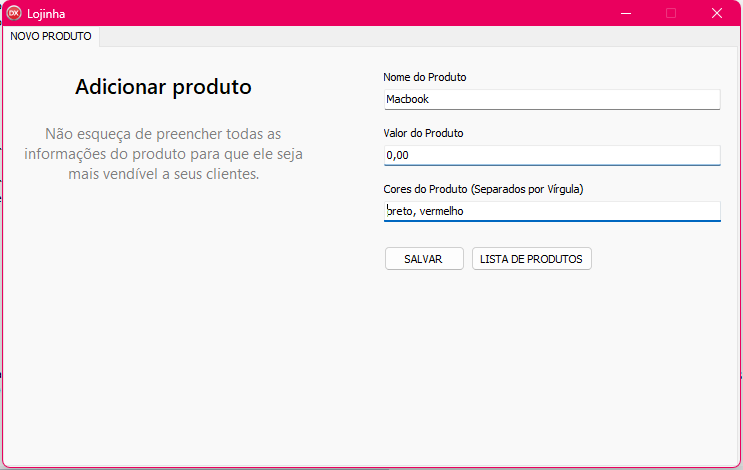 DX Lojinha
NOVO PRODUTO
Adicionar produto
Não esqueça de preencher todas as
informações do produto para que ele seja
mais vendível a seus clientes.
Nome do Produto
Macbook
Valor do Produto
0,00
Cores do Produto (Separados por Vírgula)
preto, vermelho
SALVAR
LISTA DE PRODUTOS